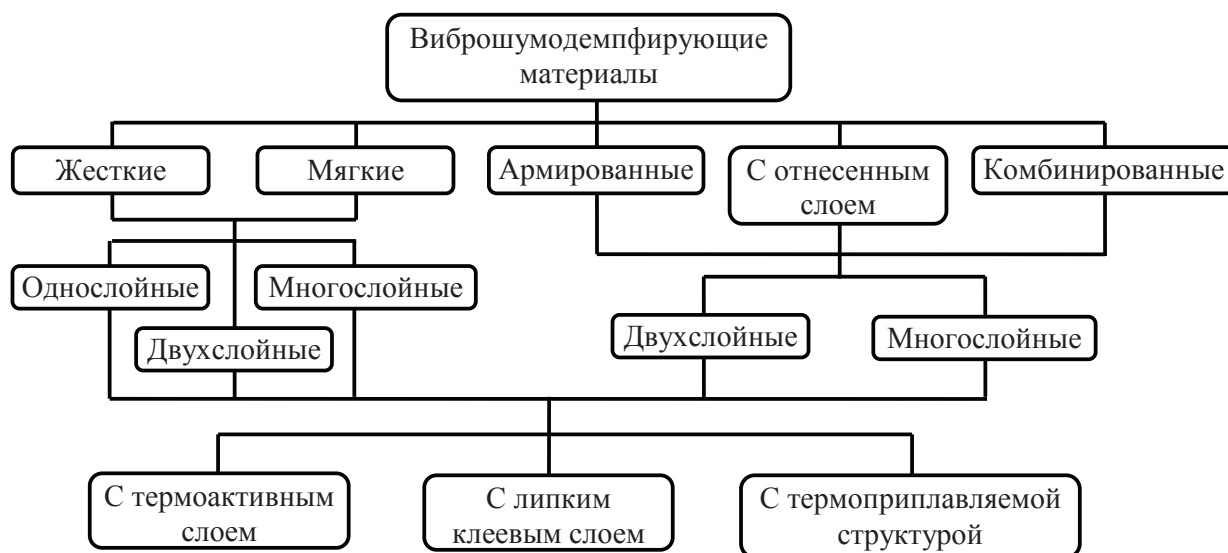 Виброшумодемпфирующие
материалы
Жесткие
Мягкие
Армированные
С отнесенным
слоем
Комбинированные
Однослойные
Многослойные
Двухслойные
Двухслойные
Многослойные
С термоактивным
слоем
С липким
клеевым слоем
С термоприплавляемой
структурой